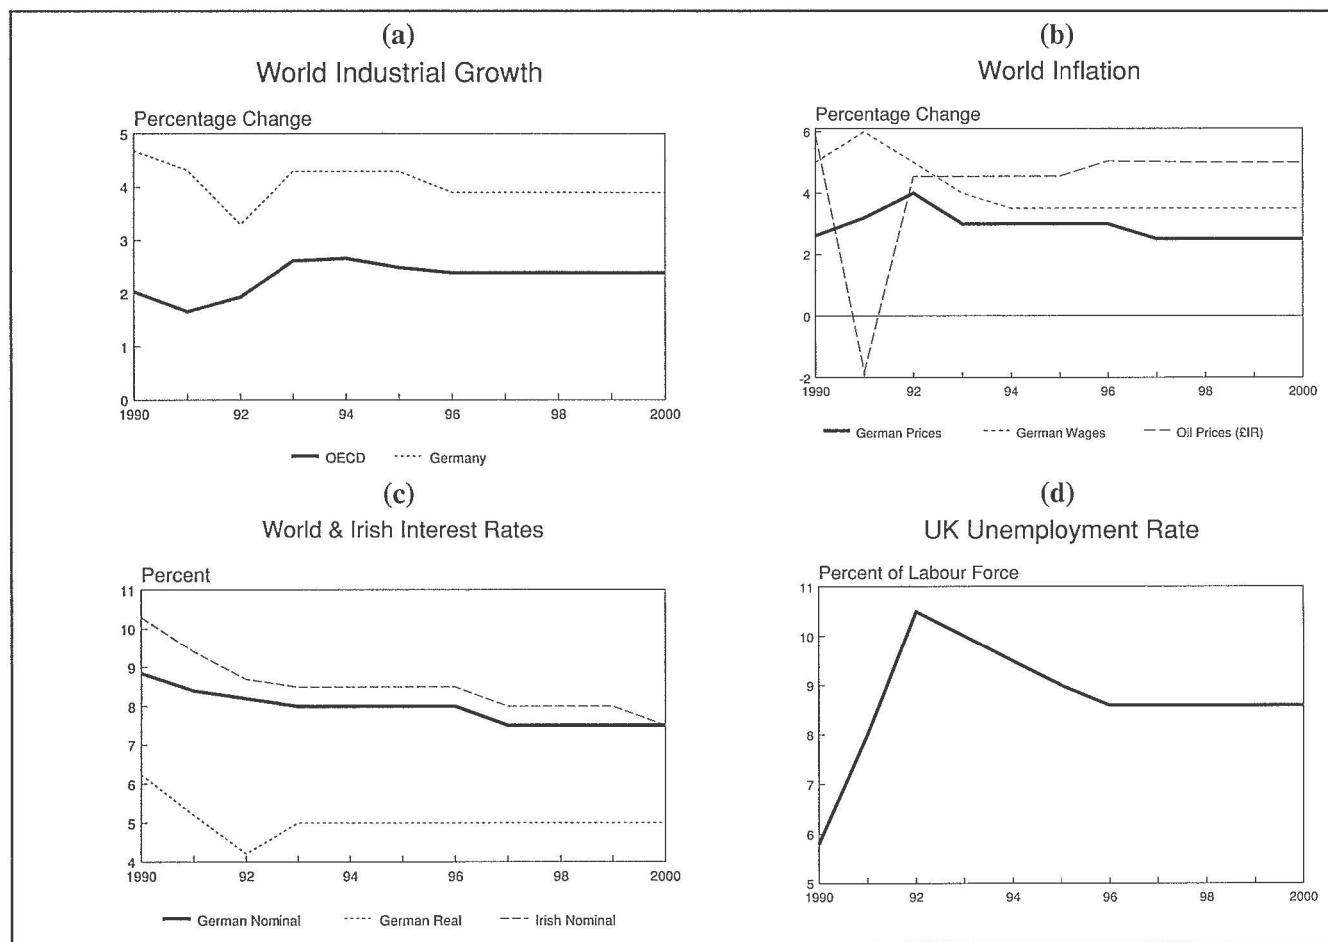 (a)
World Industrial Growth
Percentage Change
5
4
3
2
1
0
1990 92 94 96 98 2000
OECD Germany
(b)
World Inflation
Percentage Change
6
4
2
0
-2
1990 92 94 96 98 2000
German Prices German Wages Oil Prices (£IR)
(c)
World & Irish Interest Rates
Percent
11
10
9
8
7
6
5
4
1990 92 94 96 98 2000
German Nominal German Real Irish Nominal
(d)
UK Unemployment Rate
Percent of Labour Force
11
10
9
8
7
6
5
1990 92 94 96 98 2000